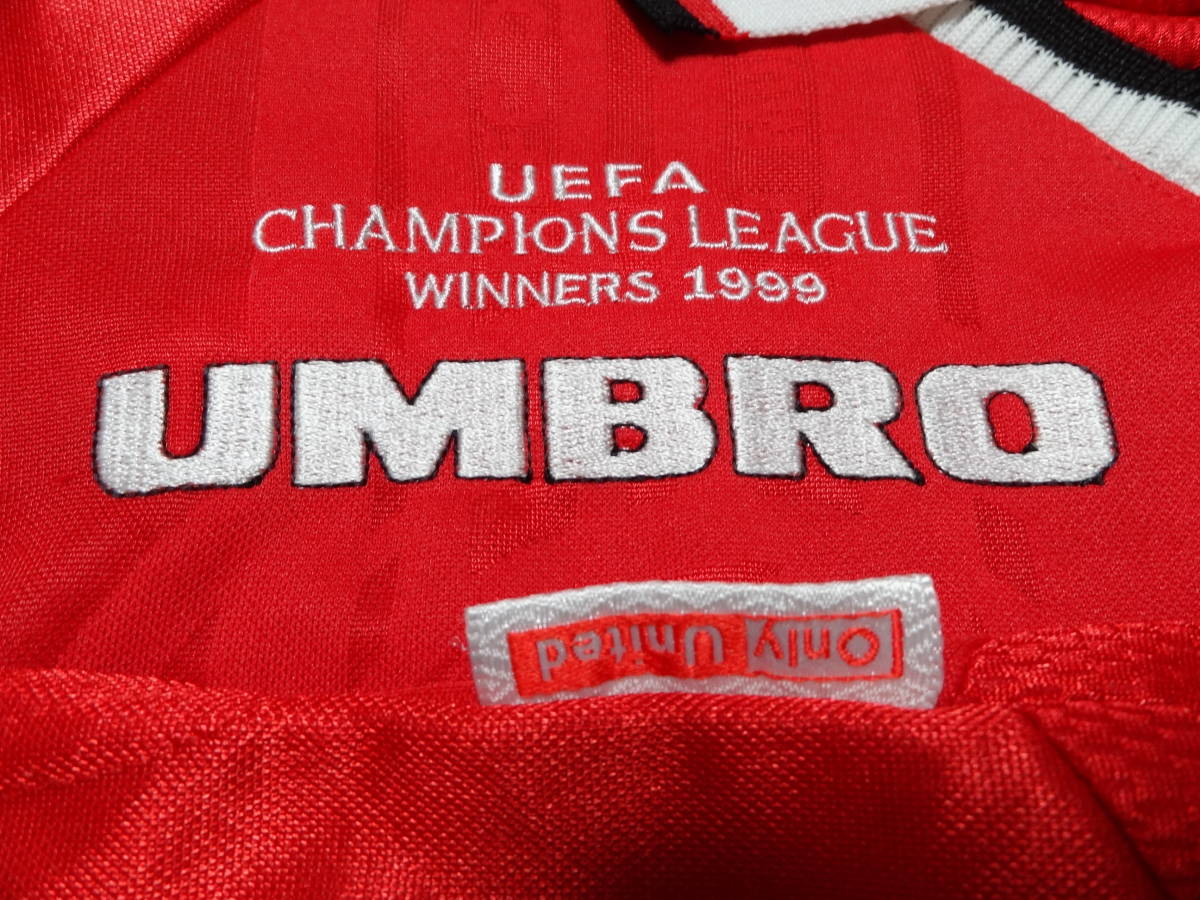 UEFA
CHAMPIONS LEAGUE
WINNERS 1999
UMBRO
Only United